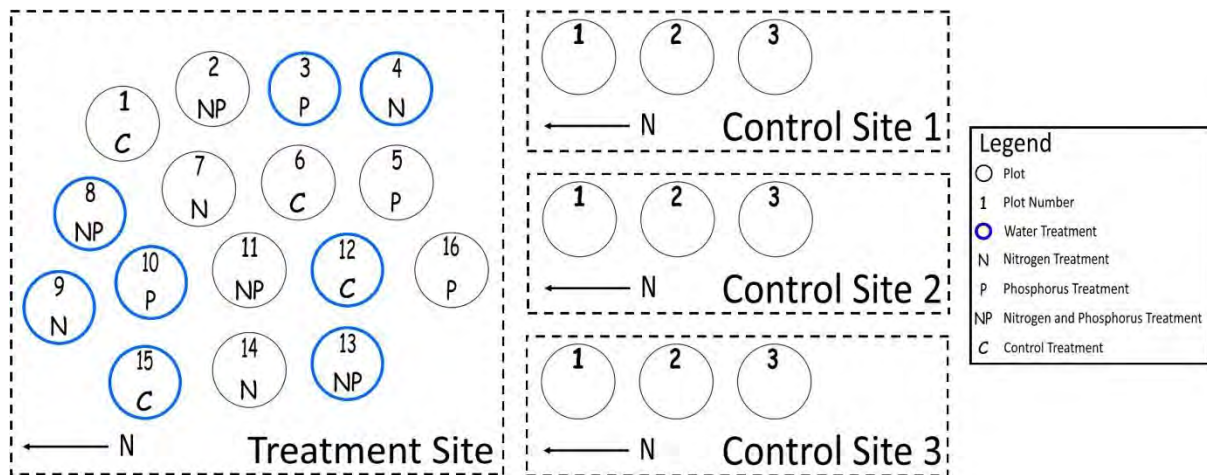 1
C
2
NP
3
P
4
N
7
N
6
C
5
P
8
NP
9
N
10
P
11
NP
12
C
16
P
15
C
14
N
13
NP
N
Treatment Site
1 2 3
N
Control Site 1
1 2 3
N
Control Site 2
1 2 3
N
Control Site 3
Legend
Plot
1 Plot Number
Water Treatment
N Nitrogen Treatment
P Phosphorus Treatment
NP Nitrogen and Phosphorus Treatment
C Control Treatment